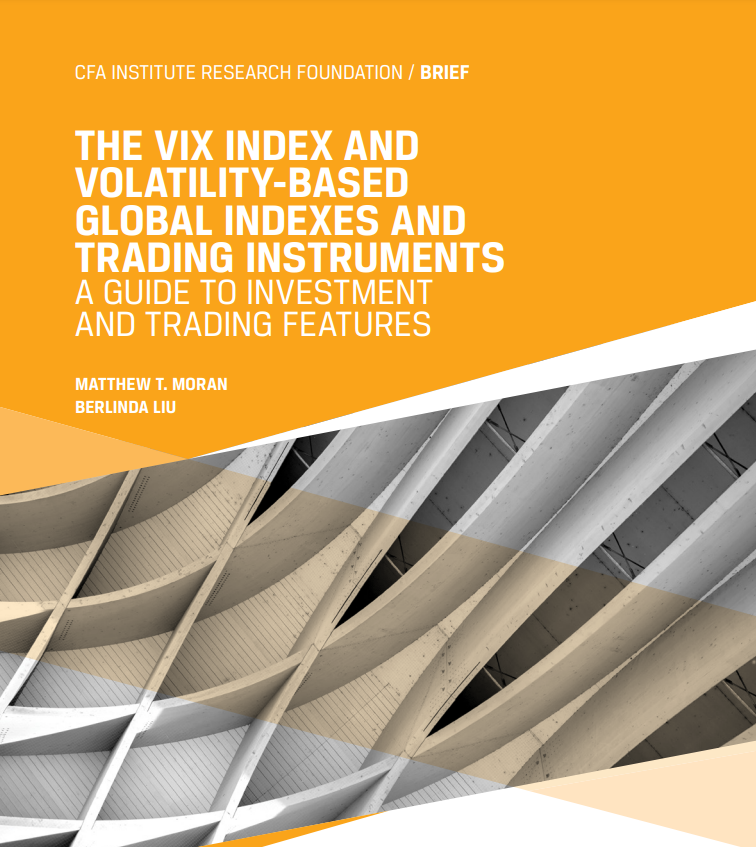 CFA INSTITUTE RESEARCH FOUNDATION / BRIEF
THE VIX INDEX AND
VOLATILITY-BASED
GLOBAL INDEXES AND
TRADING INSTRUMENTS
A GUIDE TO INVESTMENT
AND TRADING FEATURES
MATTHEW T. MORAN
BERLINDA LIU